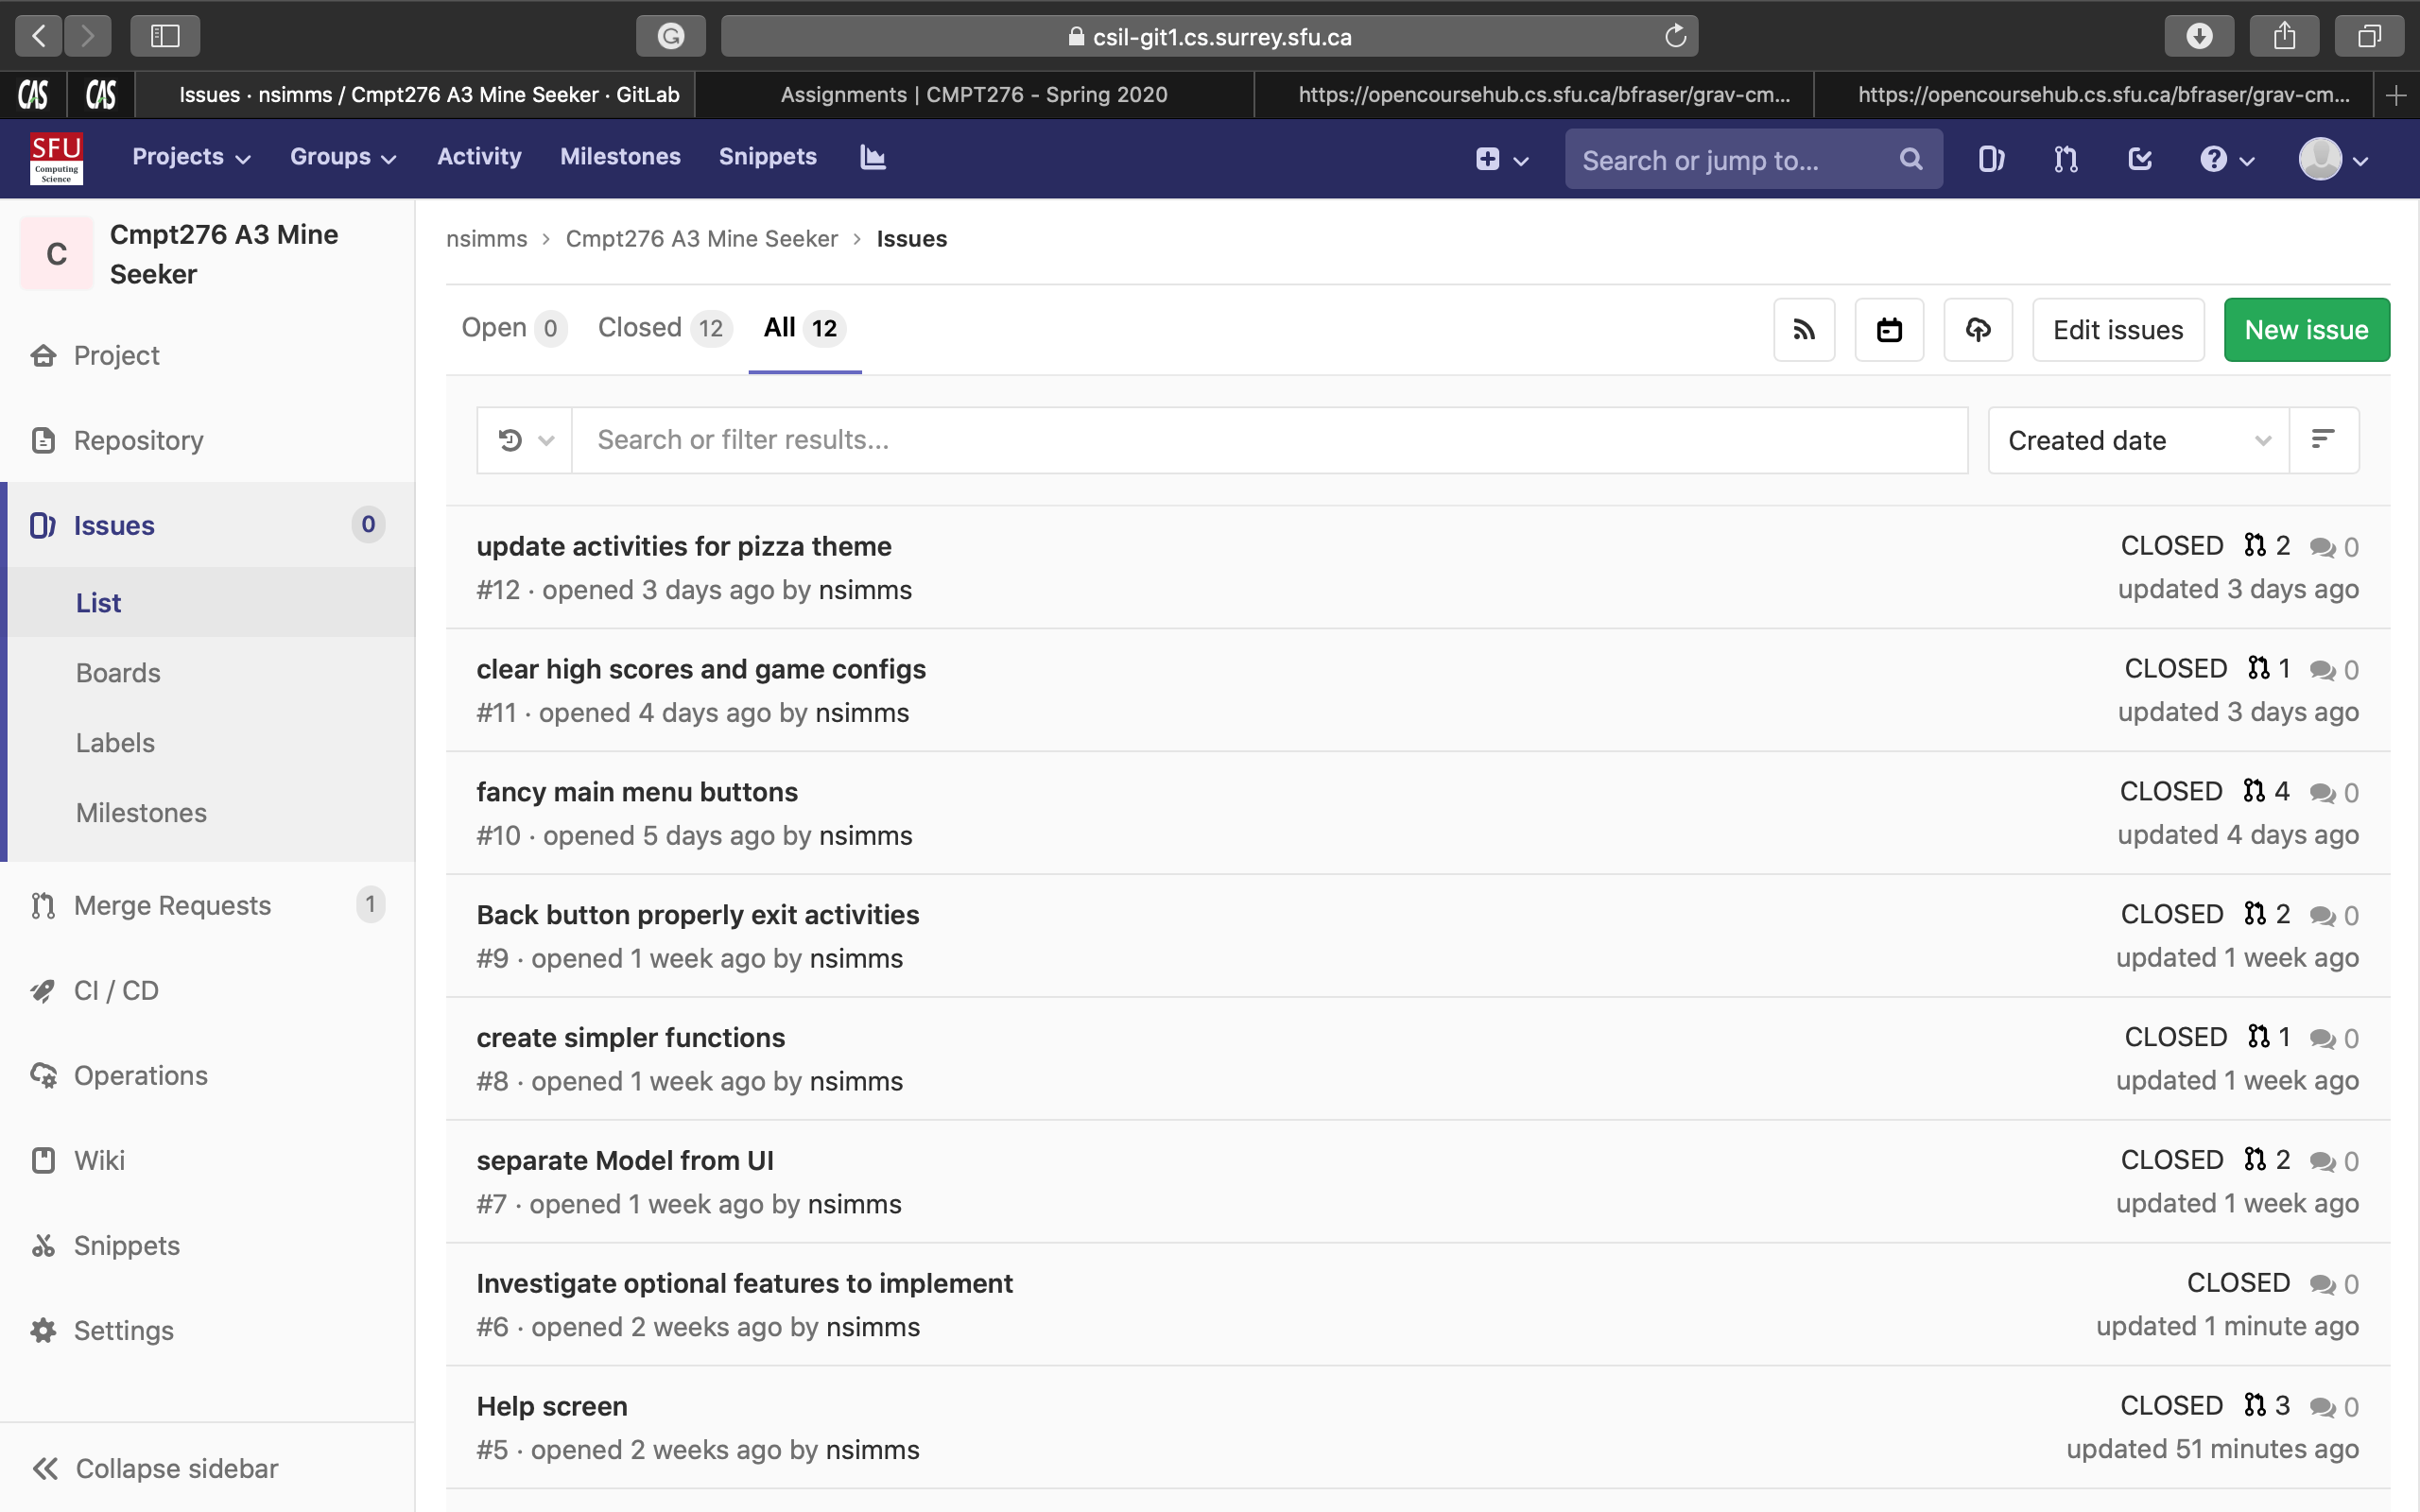 csil-git1.cs.surrey.sfu.ca
CAS
CAS
Issues · nsimms / Cmpt276 A3 Mine Seeker · GitLab
Assignments | CMPT276 - Spring 2020
https://opencoursehub.cs.sfu.ca/bfraser/grav-cm...
https://opencoursehub.cs.sfu.ca/bfraser/grav-cm...
SFU
Computing
Science
Projects
Groups
Activity
Milestones
Snippets
Search or jump to...
C
Cmpt276 A3 Mine
Seeker
Project
Repository
Issues 0
List
Boards
Labels
Milestones
Merge Requests 1
CI / CD
Operations
Wiki
Snippets
Settings
Collapse sidebar
nsimms > Cmpt276 A3 Mine Seeker > Issues
Open 0 Closed 12 All 12
Edit issues
New issue
Search or filter results...
Created date
update activities for pizza theme
CLOSED 2 0
#12 · opened 3 days ago by nsimms
updated 3 days ago
clear high scores and game configs
CLOSED 1 0
#11 · opened 4 days ago by nsimms
updated 3 days ago
fancy main menu buttons
CLOSED 4 0
#10 · opened 5 days ago by nsimms
updated 4 days ago
Back button properly exit activities
CLOSED 2 0
#9 · opened 1 week ago by nsimms
updated 1 week ago
create simpler functions
CLOSED 1 0
#8 · opened 1 week ago by nsimms
updated 1 week ago
separate Model from UI
CLOSED 2 0
#7 · opened 1 week ago by nsimms
updated 1 week ago
Investigate optional features to implement
CLOSED 0
#6 · opened 2 weeks ago by nsimms
updated 1 minute ago
Help screen
CLOSED 3 0
#5 · opened 2 weeks ago by nsimms
updated 51 minutes ago